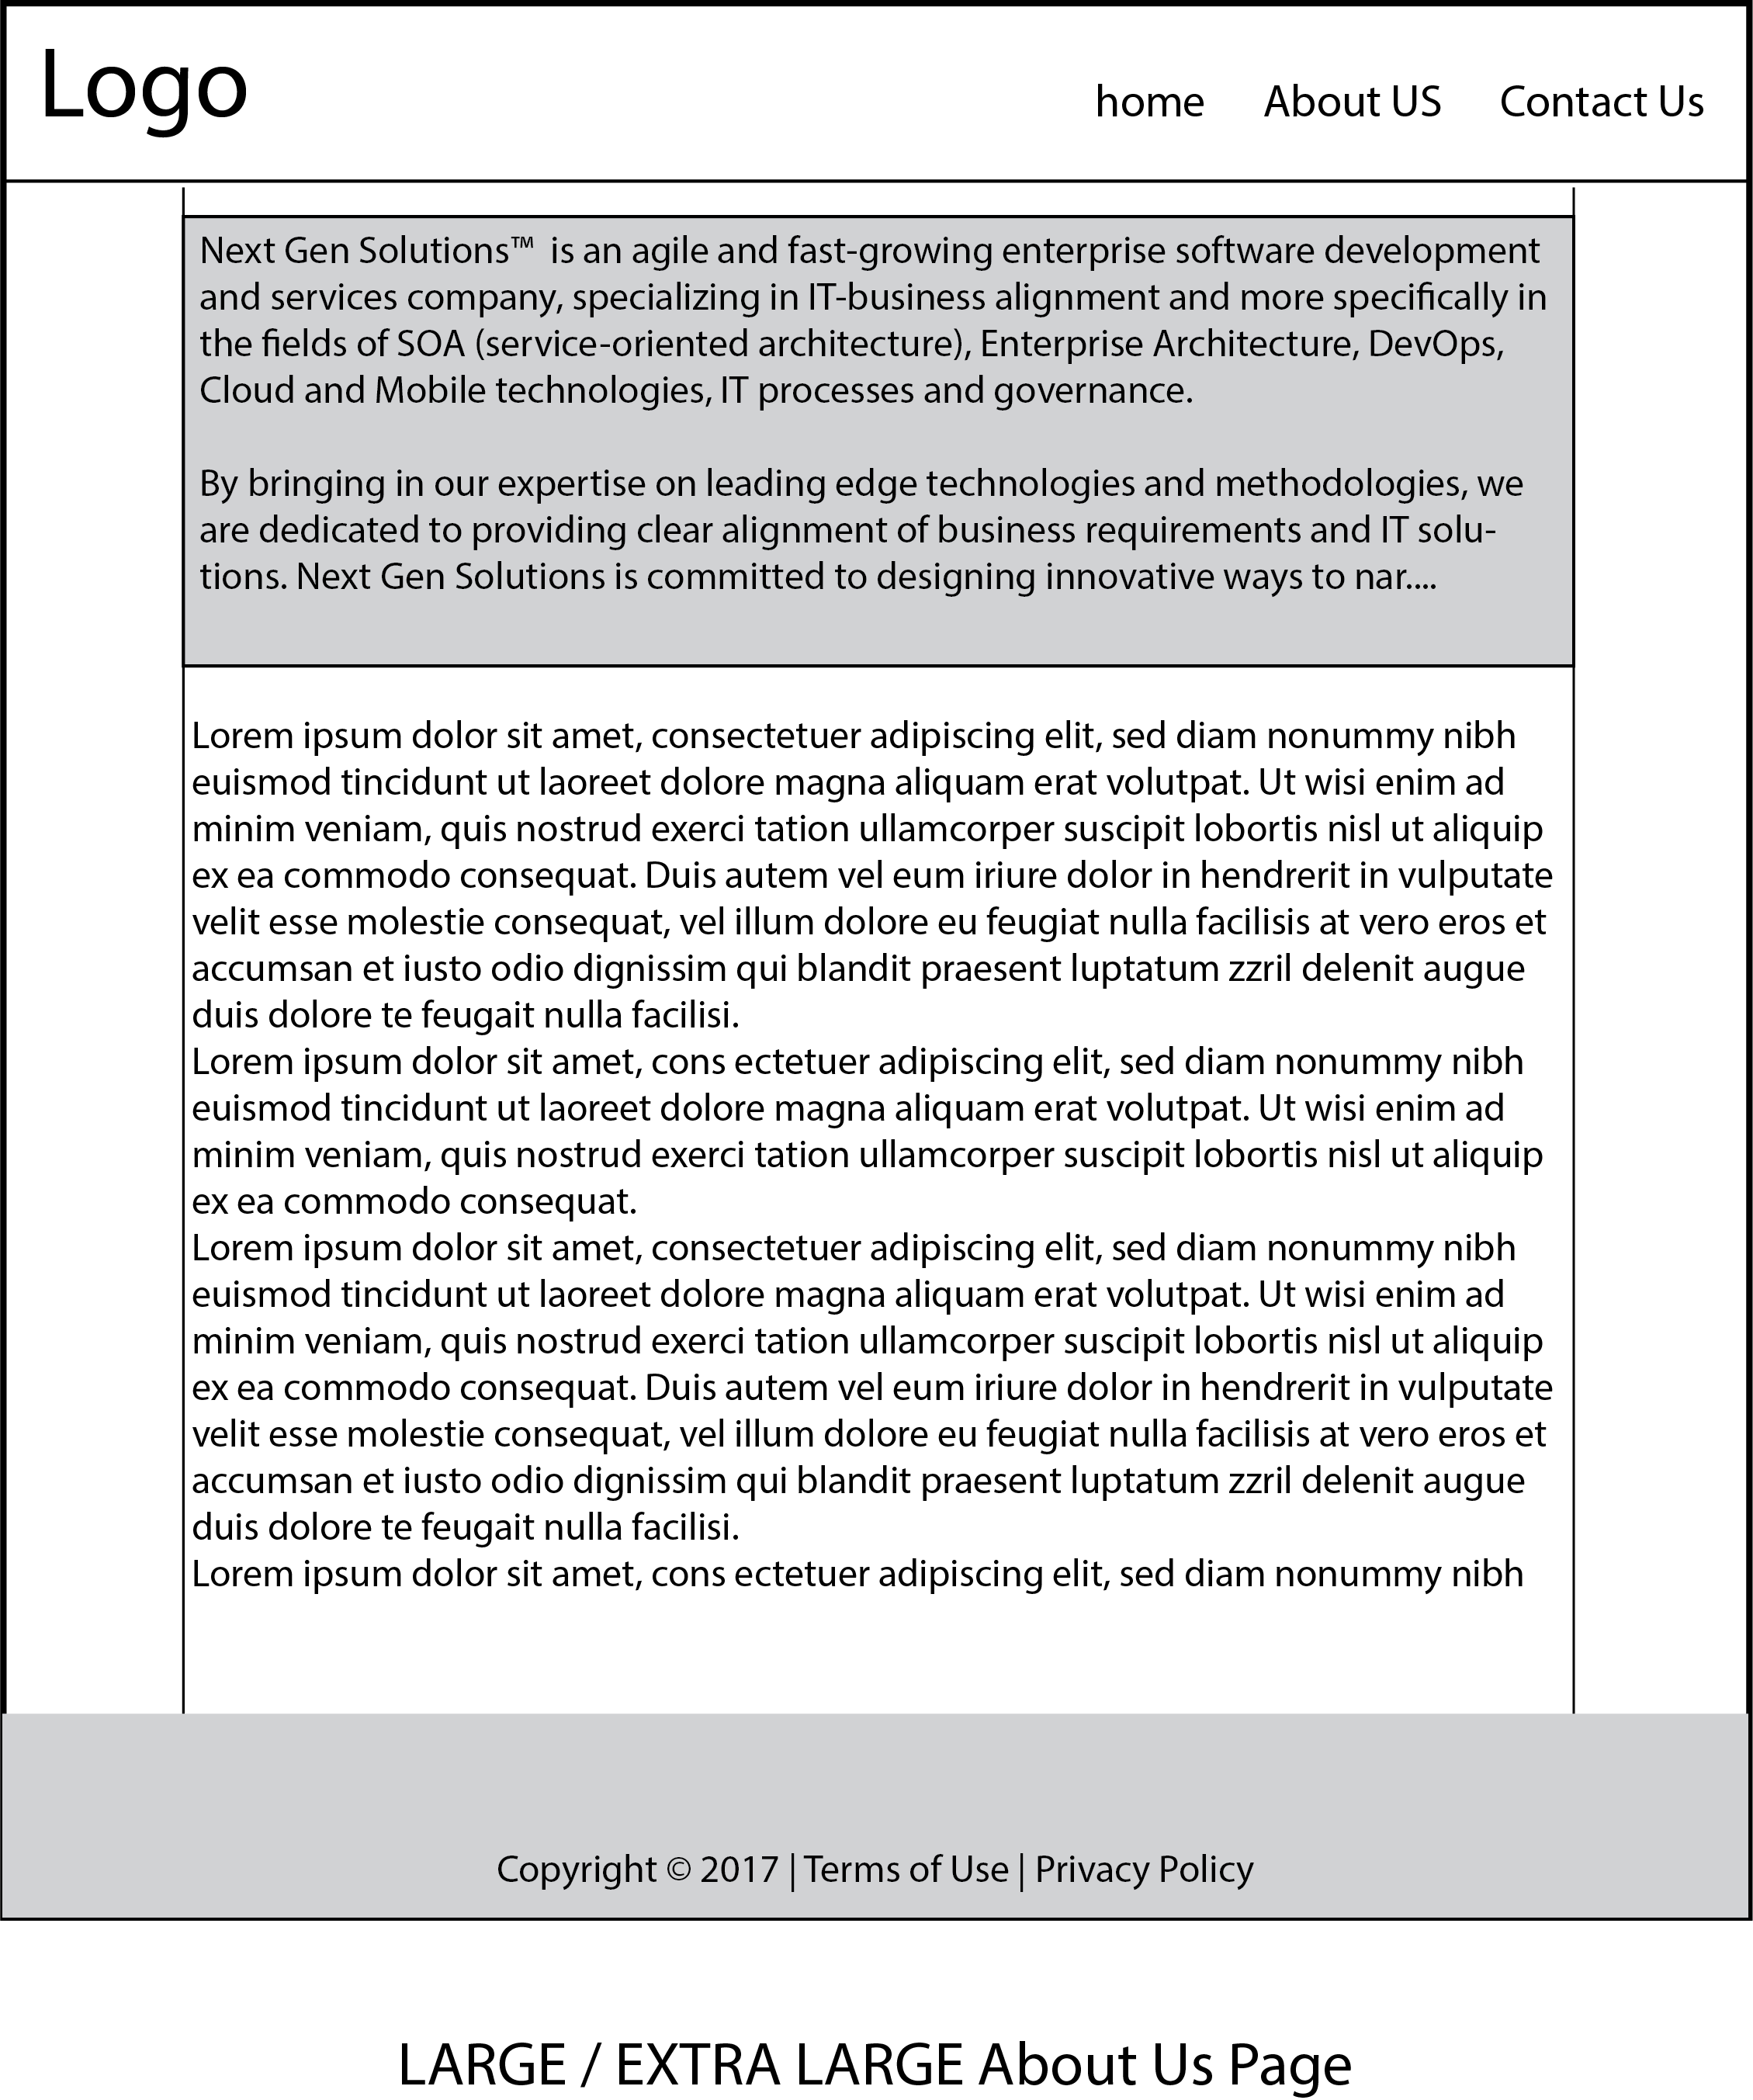 Logo
home About US Contact Us
Next Gen Solutions™ is an agile and fast-growing enterprise software development
and services company, specializing in IT-business alignment and more specifically in
the fields of SOA (service-oriented architecture), Enterprise Architecture, DevOps,
Cloud and Mobile technologies, IT processes and governance.
By bringing in our expertise on leading edge technologies and methodologies, we
are dedicated to providing clear alignment of business requirements and IT solu-
tions. Next Gen Solutions is committed to designing innovative ways to nar....
Lorem ipsum dolor sit amet, consectetuer adipiscing elit, sed diam nonummy nibh
euismod tincidunt ut laoreet dolore magna aliquam erat volutpat. Ut wisi enim ad
minim veniam, quis nostrud exerci tation ullamcorper suscipit lobortis nisl ut aliquip
ex ea commodo consequat. Duis autem vel eum iriure dolor in hendrerit in vulputate
velit esse molestie consequat, vel illum dolore eu feugiat nulla facilisis at vero eros et
accumsan et iusto odio dignissim qui blandit praesent luptatum zzril delenit augue
duis dolore te feugait nulla facilisi.
Lorem ipsum dolor sit amet, cons ectetuer adipiscing elit, sed diam nonummy nibh
euismod tincidunt ut laoreet dolore magna aliquam erat volutpat. Ut wisi enim ad
minim veniam, quis nostrud exerci tation ullamcorper suscipit lobortis nisl ut aliquip
ex ea commodo consequat.
Lorem ipsum dolor sit amet, consectetuer adipiscing elit, sed diam nonummy nibh
euismod tincidunt ut laoreet dolore magna aliquam erat volutpat. Ut wisi enim ad
minim veniam, quis nostrud exerci tation ullamcorper suscipit lobortis nisl ut aliquip
ex ea commodo consequat. Duis autem vel eum iriure dolor in hendrerit in vulputate
velit esse molestie consequat, vel illum dolore eu feugiat nulla facilisis at vero eros et
accumsan et iusto odio dignissim qui blandit praesent luptatum zzril delenit augue
duis dolore te feugait nulla facilisi.
Lorem ipsum dolor sit amet, cons ectetuer adipiscing elit, sed diam nonummy nibh
Copyright © 2017 | Terms of Use | Privacy Policy
LARGE / EXTRA LARGE About Us Page